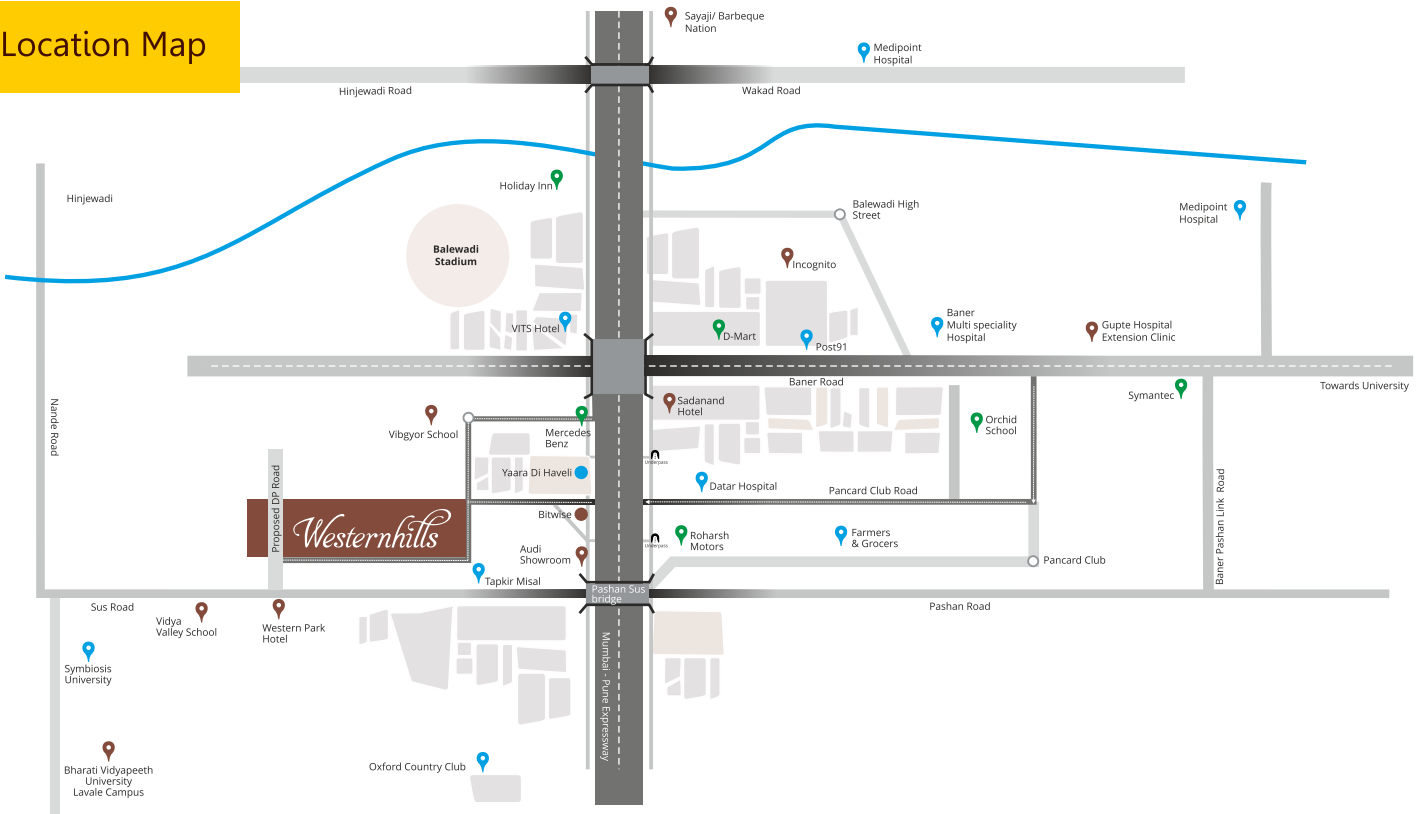 Location Map
Sayaji/ Barbeque
Nation
Medipoint
Hospital
Hinjewadi Road
Wakad Road
Holiday Inn
Hinjewadi
Balewadi High
Street
Medipoint
Hospital
Balewadi
Stadium
Incognito
VITS Hotel
D-Mart
Post91
Baner
Multi speciality
Hospital
Gupte Hospital
Extension Clinic
Baner Road
Towards University
Symantec
Nande Road
Vibgyor School
Mercedes
Benz
Sadanand
Hotel
Orchid
School
Underpass
Yaara Di Haveli
Datar Hospital
Pancard Club Road
Proposed DP Road
Westernhills
Bitwise
Audi
Showroom
Underpass
Roharsh
Motors
Farmers
& Grocers
Pancard Club
Baner Pashan Link Road
Tapkir Misal
Pashan Sus
bridge
Sus Road
Pashan Road
Vidya
Valley School
Western Park
Hotel
Mumbai - Pune Expressway
Symbiosis
University
Bharati Vidyapeeth
University
Lavale Campus
Oxford Country Club